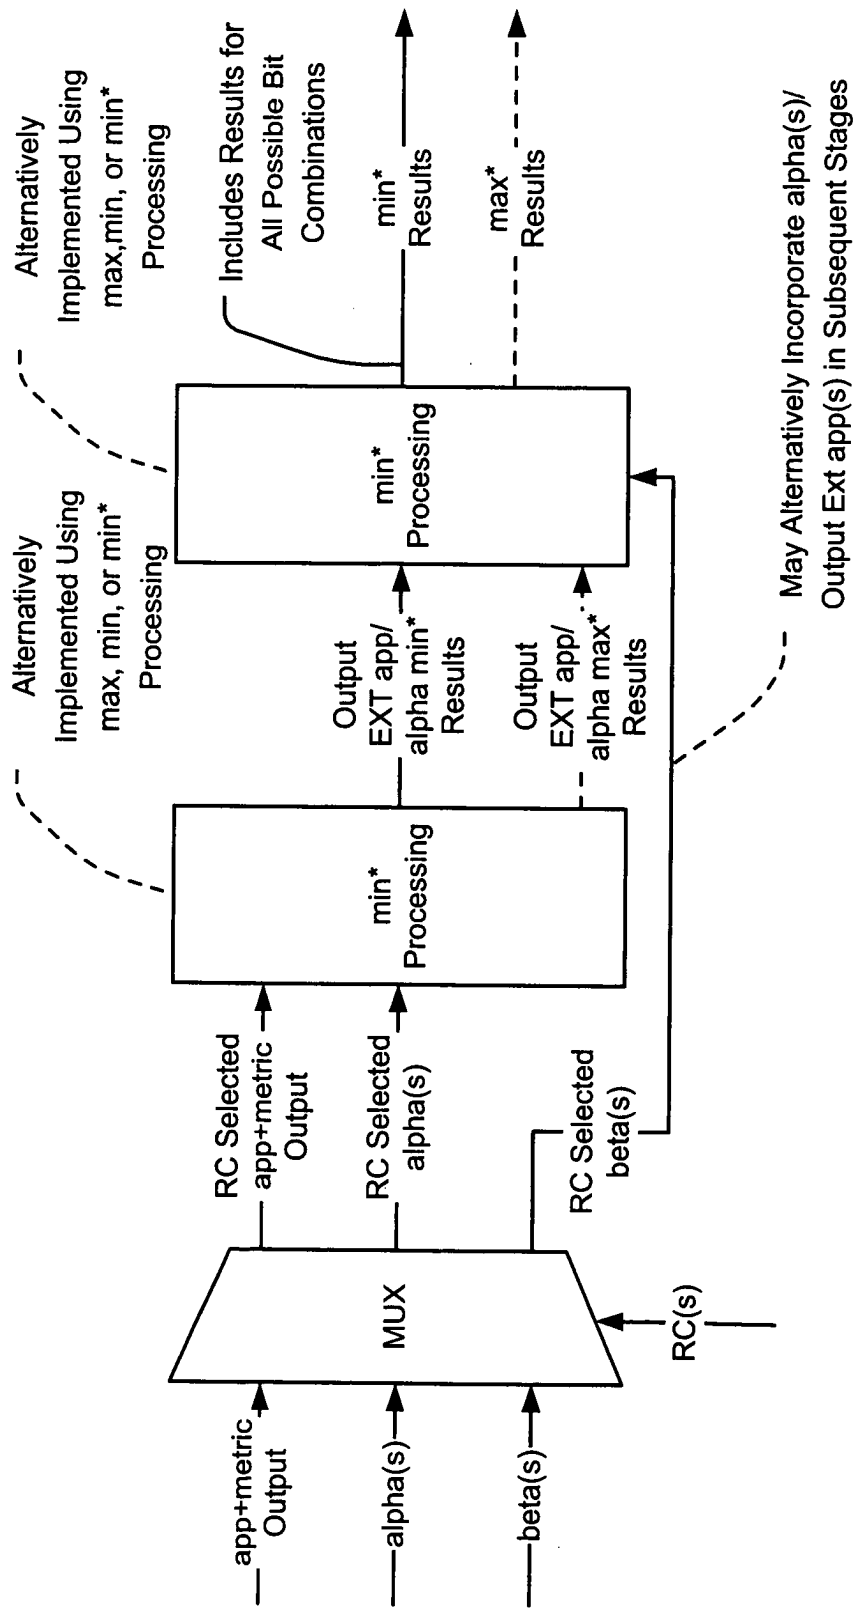 app+metric
Output
alpha(s)
beta(s)
MUX
RC(s)
RC Selected
app+metric
Output
RC Selected
alpha(s)
RC Selected
beta(s)
min*
Processing
Alternatively
Implemented Using
max, min, or min*
Processing
Output
EXT app/
alpha min*
Results
Output
EXT app/
alpha max*
Results
min*
Processing
Alternatively
Implemented Using
max,min, or min*
Processing
Includes Results for
All Possible Bit
Combinations
min*
Results
max*
Results
May Alternatively Incorporate alpha(s)/
Output Ext app(s) in Subsequent Stages